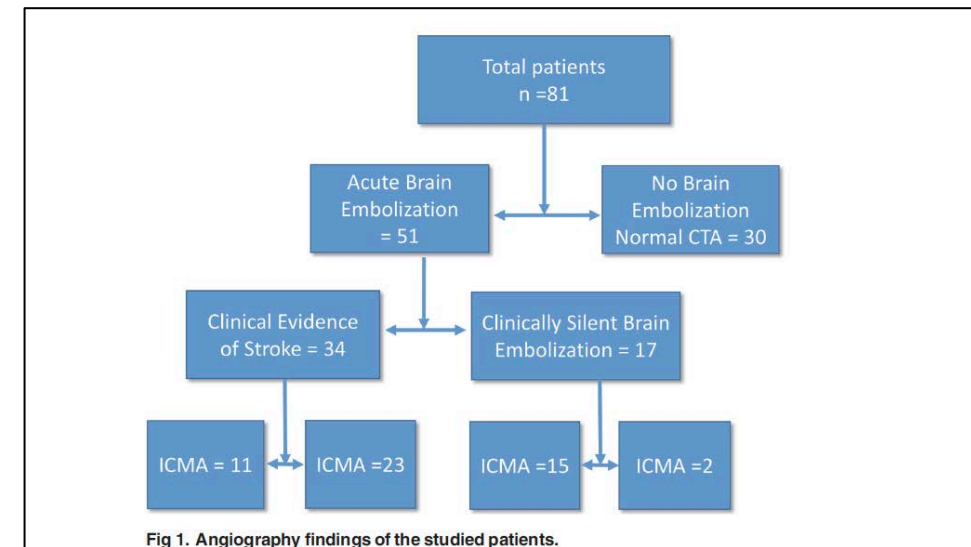 Total patients
n =81
Acute Brain
Embolization
= 51
No Brain
Embolization
Normal CTA = 30
Clinical Evidence
of Stroke = 34
Clinically Silent Brain
Embolization = 17
ICMA = 11
ICMA =23
ICMA =15
ICMA =2
Fig 1. Angiography findings of the studied patients.